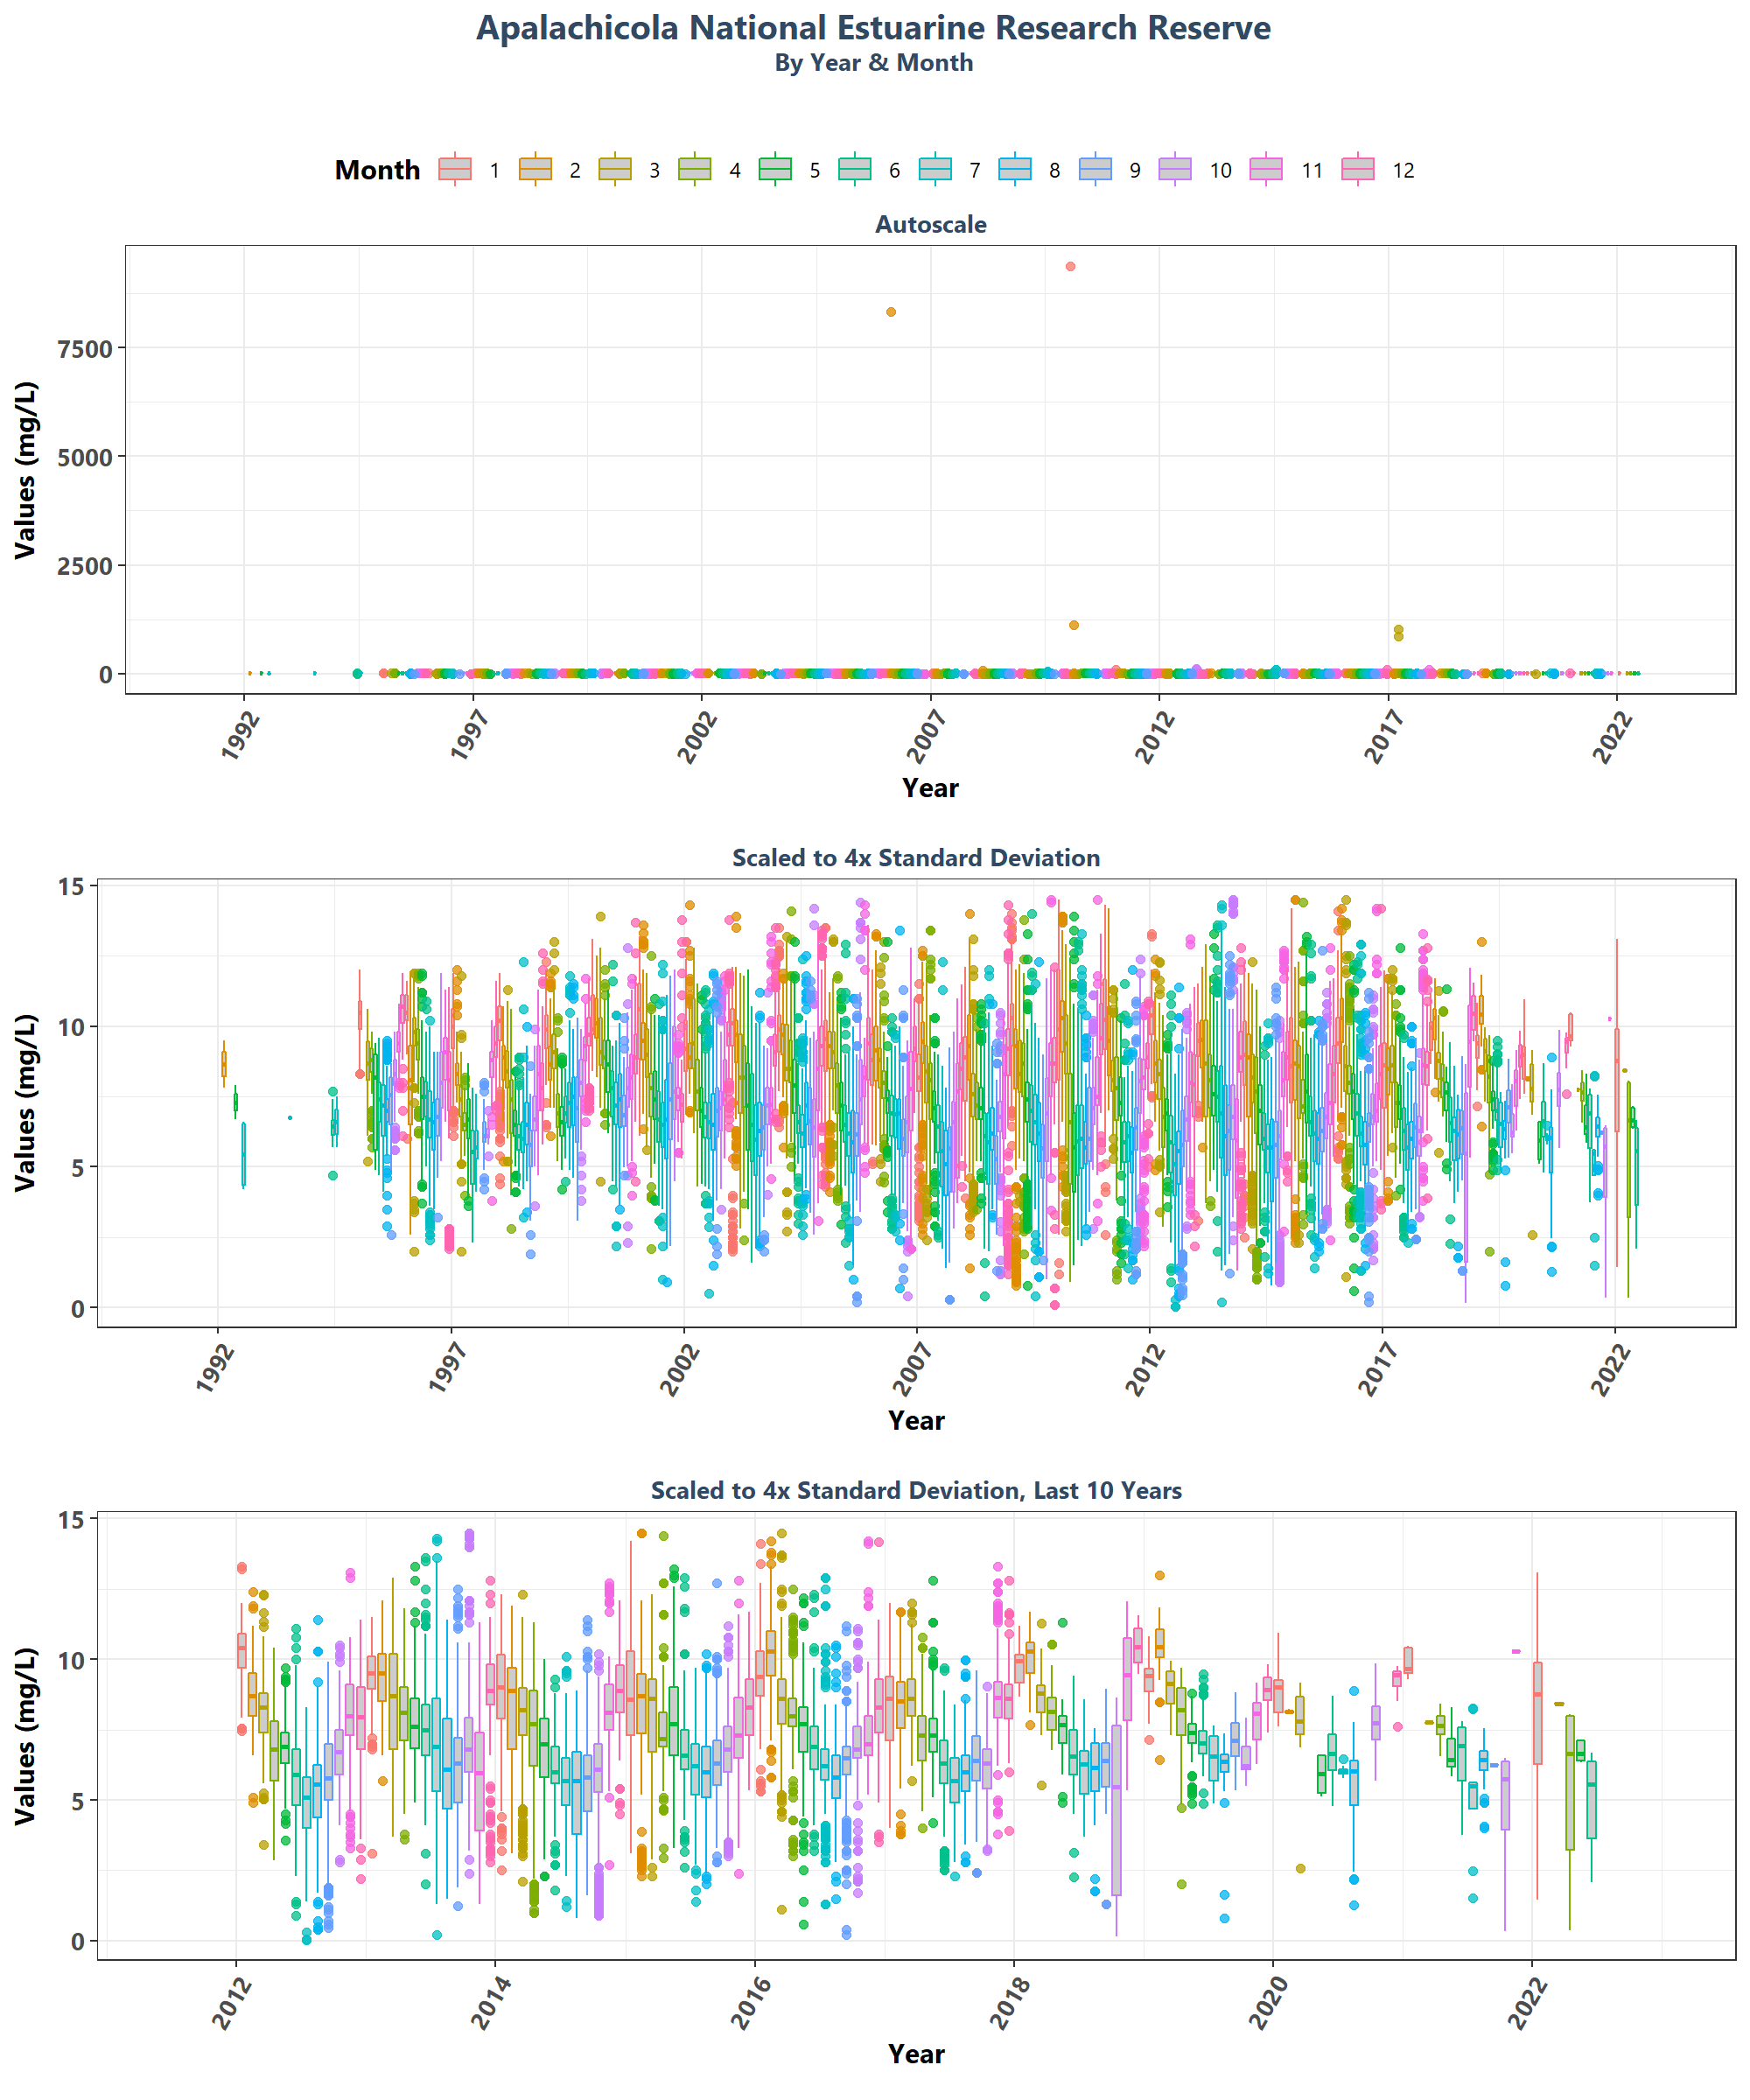 Apalachicola National Estuarine Research Reserve
By Year & Month
Month 1 2 3 4 5 6 7 8 9 10 11 12
Autoscale
Values (mg/L)
7500
5000
2500
0
1992 1997 2002 2007 2012 2017 2022
Year
Scaled to 4x Standard Deviation
Values (mg/L)
15
10
5
0
1992 1997 2002 2007 2012 2017 2022
Year
Scaled to 4x Standard Deviation, Last 10 Years
Values (mg/L)
15
10
5
0
2012 2014 2016 2018 2020 2022
Year